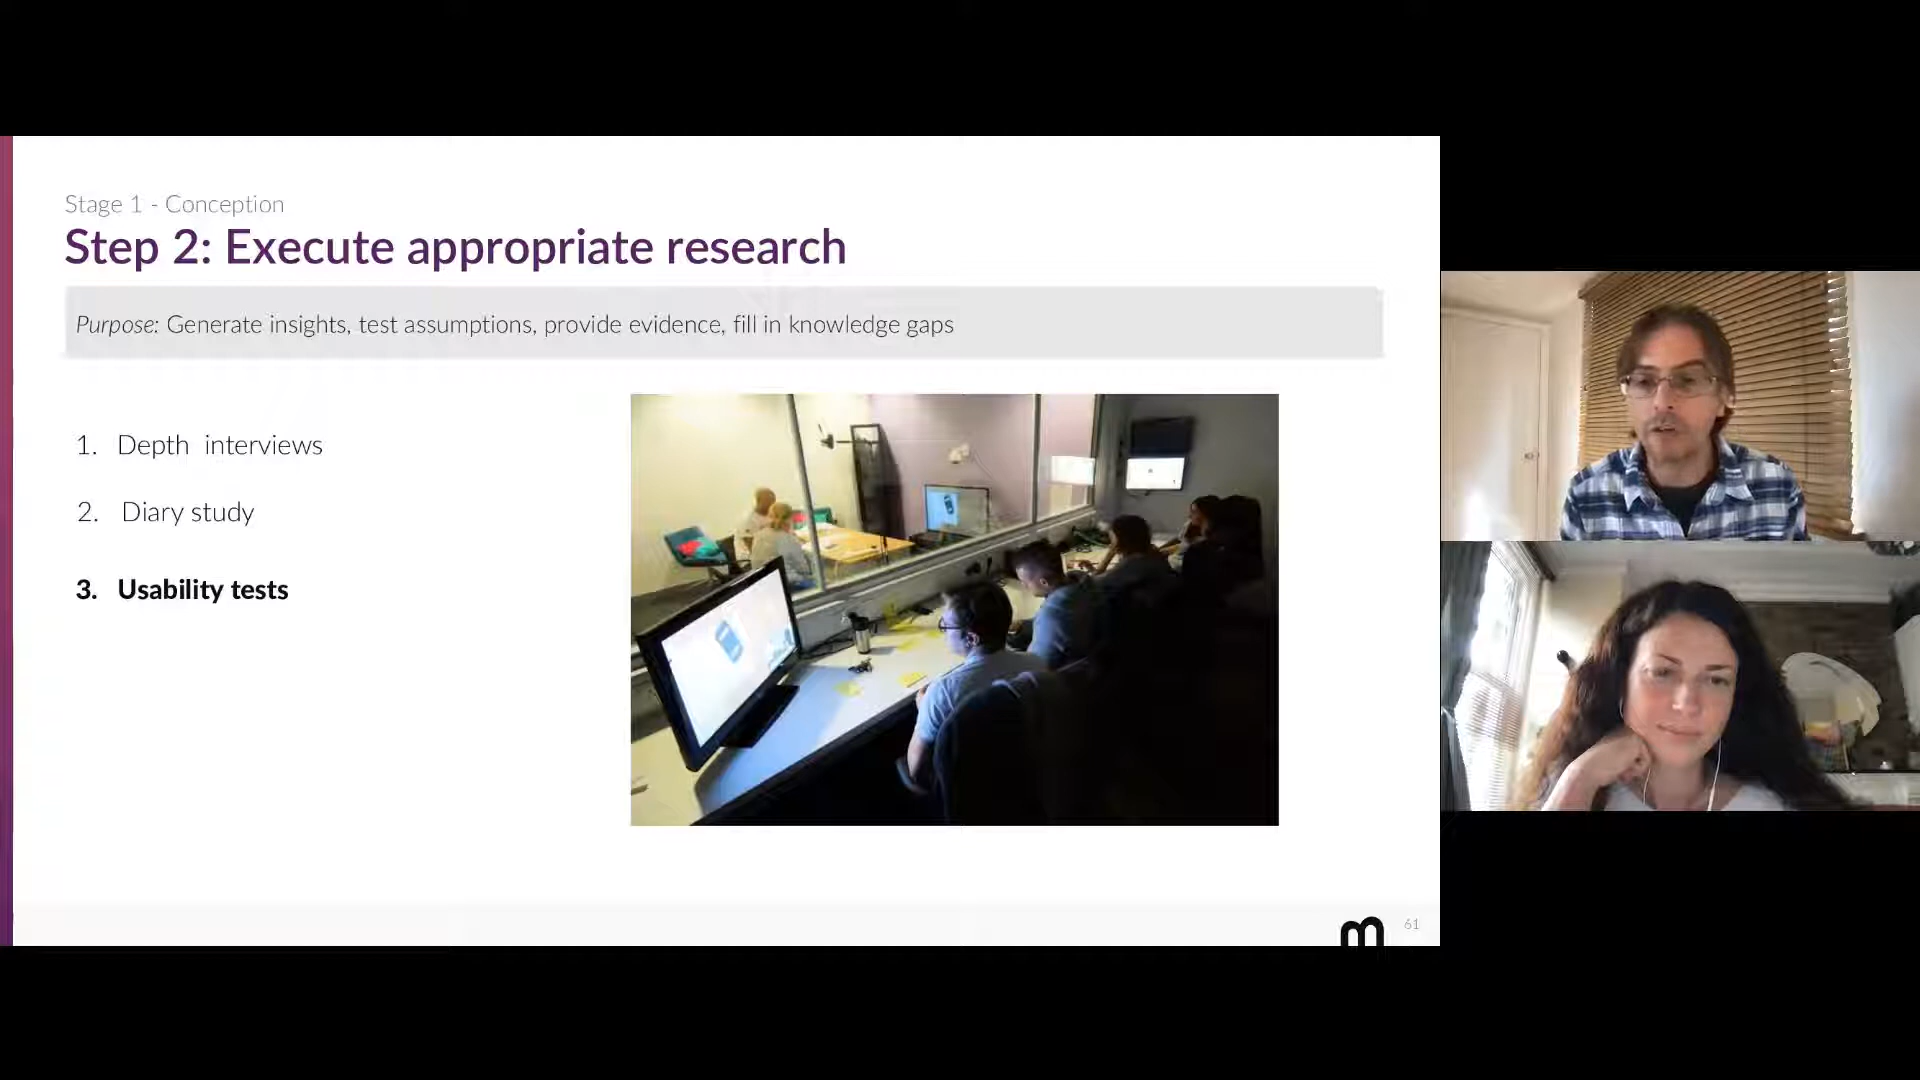 Stage 1 - Conception
Step 2: Execute appropriate research
Purpose: Generate insights, test assumptions, provide evidence, fill in knowledge gaps
1. Depth interviews
2. Diary study
3. Usability tests
m
61